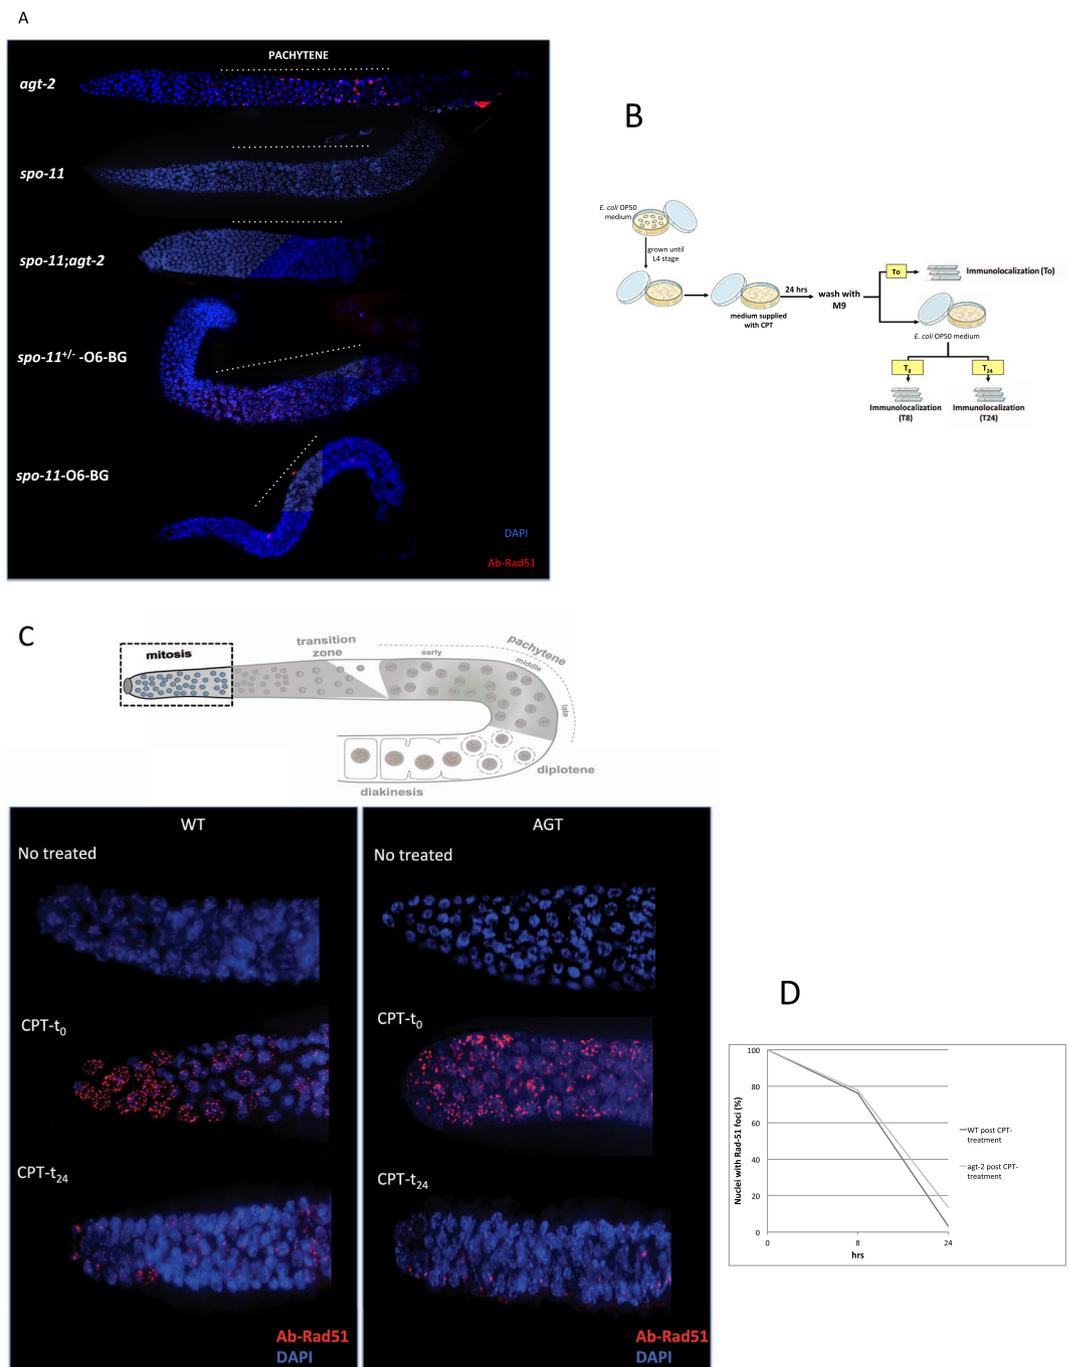 A
PACHYTENE
agt-2
spo-11
spo-11;agt-2
spo-11+/- -O6-BG
spo-11-O6-BG
DAPI
Ab-Rad51
B
E. coli OP50
medium
grown until
L4 stage
medium supplied
with CPT
24 hrs
wash with
M9
To
Immunolocalization (To)
E. coli OP50 medium
T8
T24
Immunolocalization
(T8)
Immunolocalization
(T24)
C
mitosis
transition
zone
early
middle
late
pachytene
diplotene
diakinesis
WT
No treated
CPT-t0
CPT-t24
Ab-Rad51
DAPI
AGT
No treated
CPT-t0
CPT-t24
Ab-Rad51
DAPI
D
Nuclei with Rad-51 foci (%)
100
80
60
40
20
0
0
8
24
hrs
WT post CPT-
treatment
agt-2 post CPT-
treatment